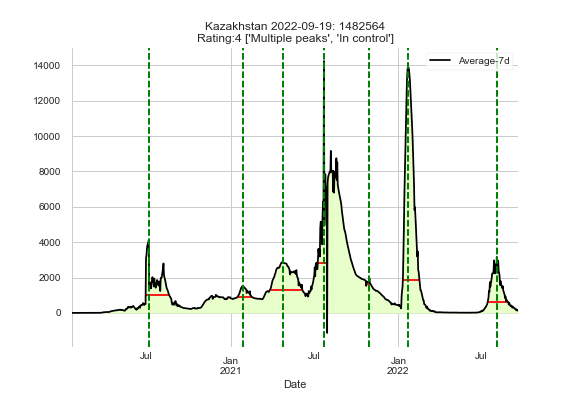 Kazakhstan 2022-09-19: 1482564
Rating:4 ['Multiple peaks', 'In control']
Average-7d
14000
12000
10000
8000
6000
4000
2000
0
Jul
Jan
2021
Jul
Jan
2022
Jul
Date